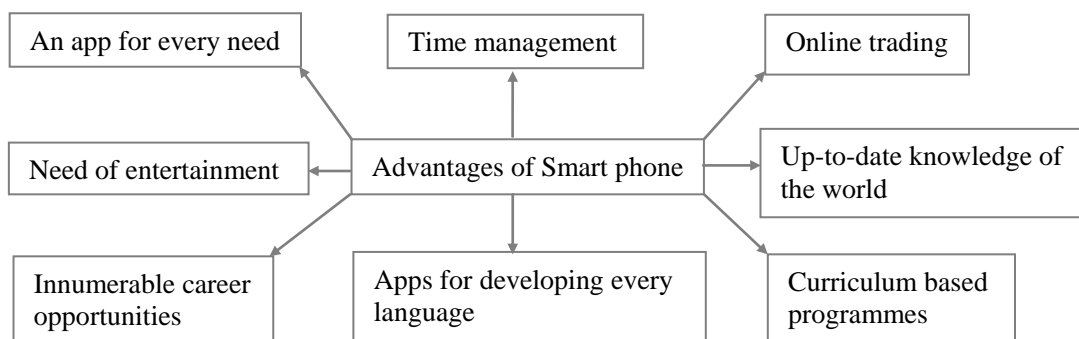 An app for every need
Time management
Online trading
Need of entertainment
Advantages of Smart phone
Up-to-date knowledge of
the world
Innumerable career
opportunities
Apps for developing every
language
Curriculum based
programmes